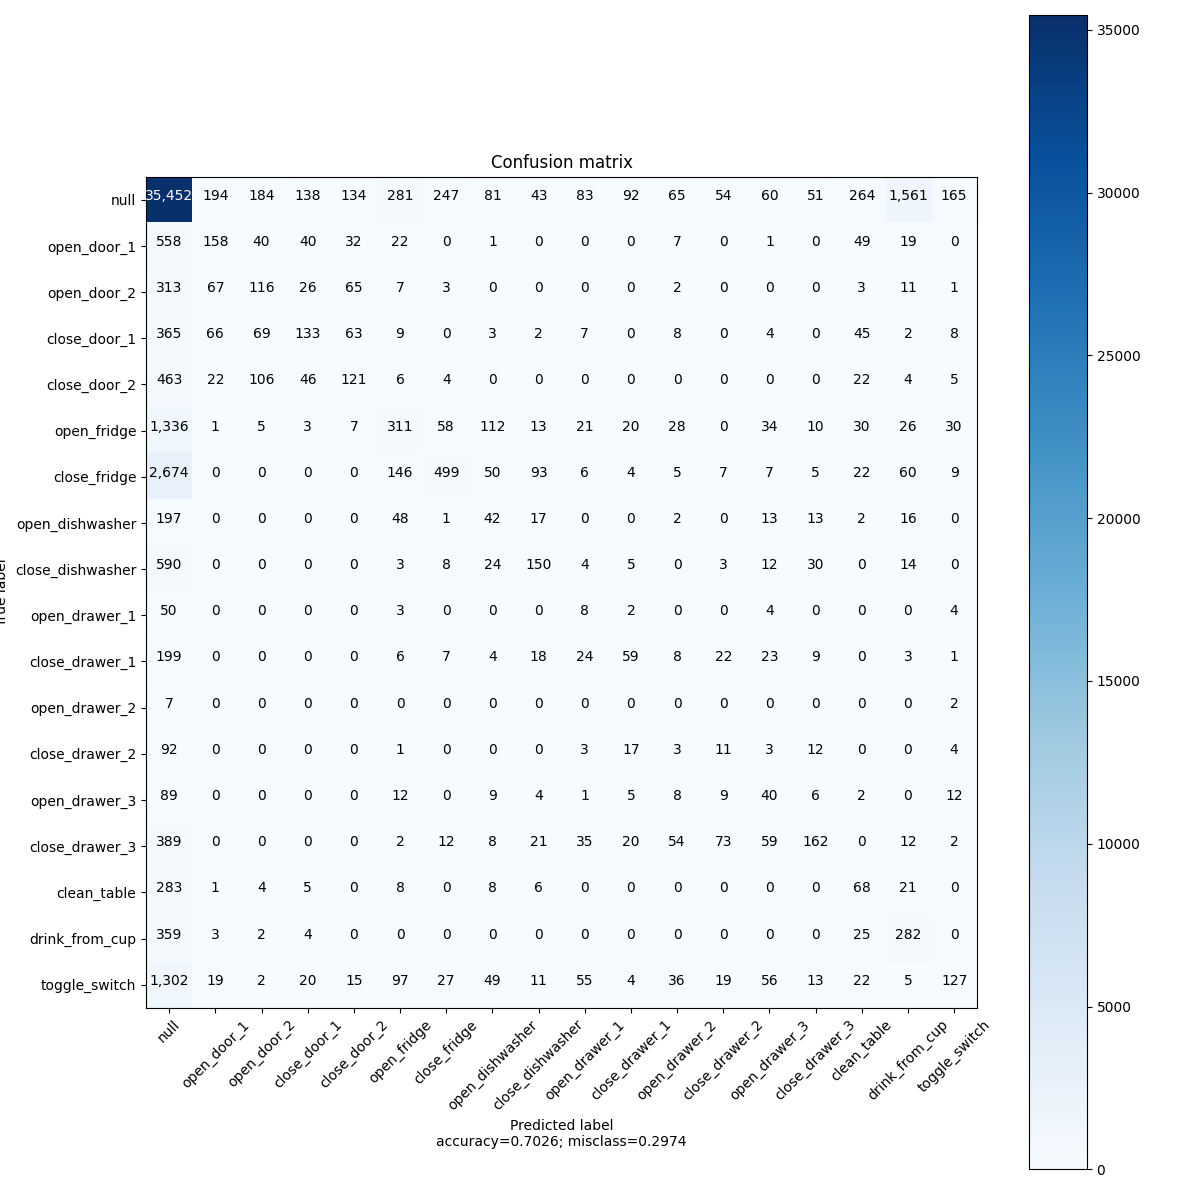 Confusion matrix
null 35,452 194 184 138 134 281 247 81 43 83 92 65 54 60 51 264 1,561 165
open_door_1 558 158 40 40 32 22 0 1 0 0 0 7 0 1 0 49 19 0
open_door_2 313 67 116 26 65 7 3 0 0 0 0 2 0 0 0 3 11 1
close_door_1 365 66 69 133 63 9 0 3 2 7 0 8 0 4 0 45 2 8
close_door_2 463 22 106 46 121 6 4 0 0 0 0 0 0 0 0 22 4 5
open_fridge 1,336 1 5 3 7 311 58 112 13 21 20 28 0 34 10 30 26 30
close_fridge 2,674 0 0 0 0 146 499 50 93 6 4 5 7 7 5 22 60 9
open_dishwasher 197 0 0 0 0 48 1 42 17 0 0 2 0 13 13 2 16 0
close_dishwasher 590 0 0 0 0 3 8 24 150 4 5 0 3 12 30 0 14 0
open_drawer_1 50 0 0 0 0 3 0 0 0 8 2 0 0 4 0 0 0 4
close_drawer_1 199 0 0 0 0 6 7 4 18 24 59 8 22 23 9 0 3 1
open_drawer_2 7 0 0 0 0 0 0 0 0 0 0 0 0 0 0 0 0 2
close_drawer_2 92 0 0 0 0 1 0 0 0 3 17 3 11 3 12 0 0 4
open_drawer_3 89 0 0 0 0 12 0 9 4 1 5 8 9 40 6 2 0 12
close_drawer_3 389 0 0 0 0 2 12 8 21 35 20 54 73 59 162 0 12 2
clean_table 283 1 4 5 0 8 0 8 6 0 0 0 0 0 0 68 21 0
drink_from_cup 359 3 2 4 0 0 0 0 0 0 0 0 0 0 0 25 282 0
toggle_switch 1,302 19 2 20 15 97 27 49 11 55 4 36 19 56 13 22 5 127
null open_door_1 open_door_2 close_door_1 close_door_2 open_fridge close_fridge open_dishwasher close_dishwasher open_drawer_1 close_drawer_1 open_drawer_2 close_drawer_2 open_drawer_3 close_drawer_3 clean_table drink_from_cup toggle_switch
Predicted label
accuracy=0.7026; misclass=0.2974
35000
30000
25000
20000
15000
10000
5000
0